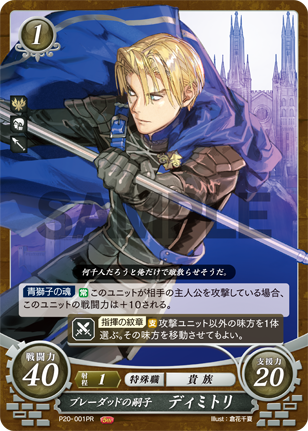 1
SAMPLE
何千人だろうと俺だけで蹴散らせそうだ。
青獅子の魂 常 このユニットが相手の主人公を攻撃している場合、
このユニットの戦闘力は+10される。
指揮の紋章 支 攻撃ユニット以外の味方を1体
選ぶ。その味方を移動させてもよい。
戦闘力
40
射程 1 特殊職 貴族
支援力
20
ブレーダッドの嗣子 ディミトリ
P20-001PR
Illust：倉花千夏